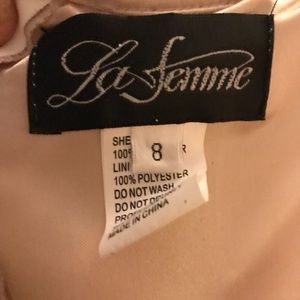 La Femme
8
100%
100% POLYESTER
DO NOT WASH
DO NOT
MADE IN CHINA